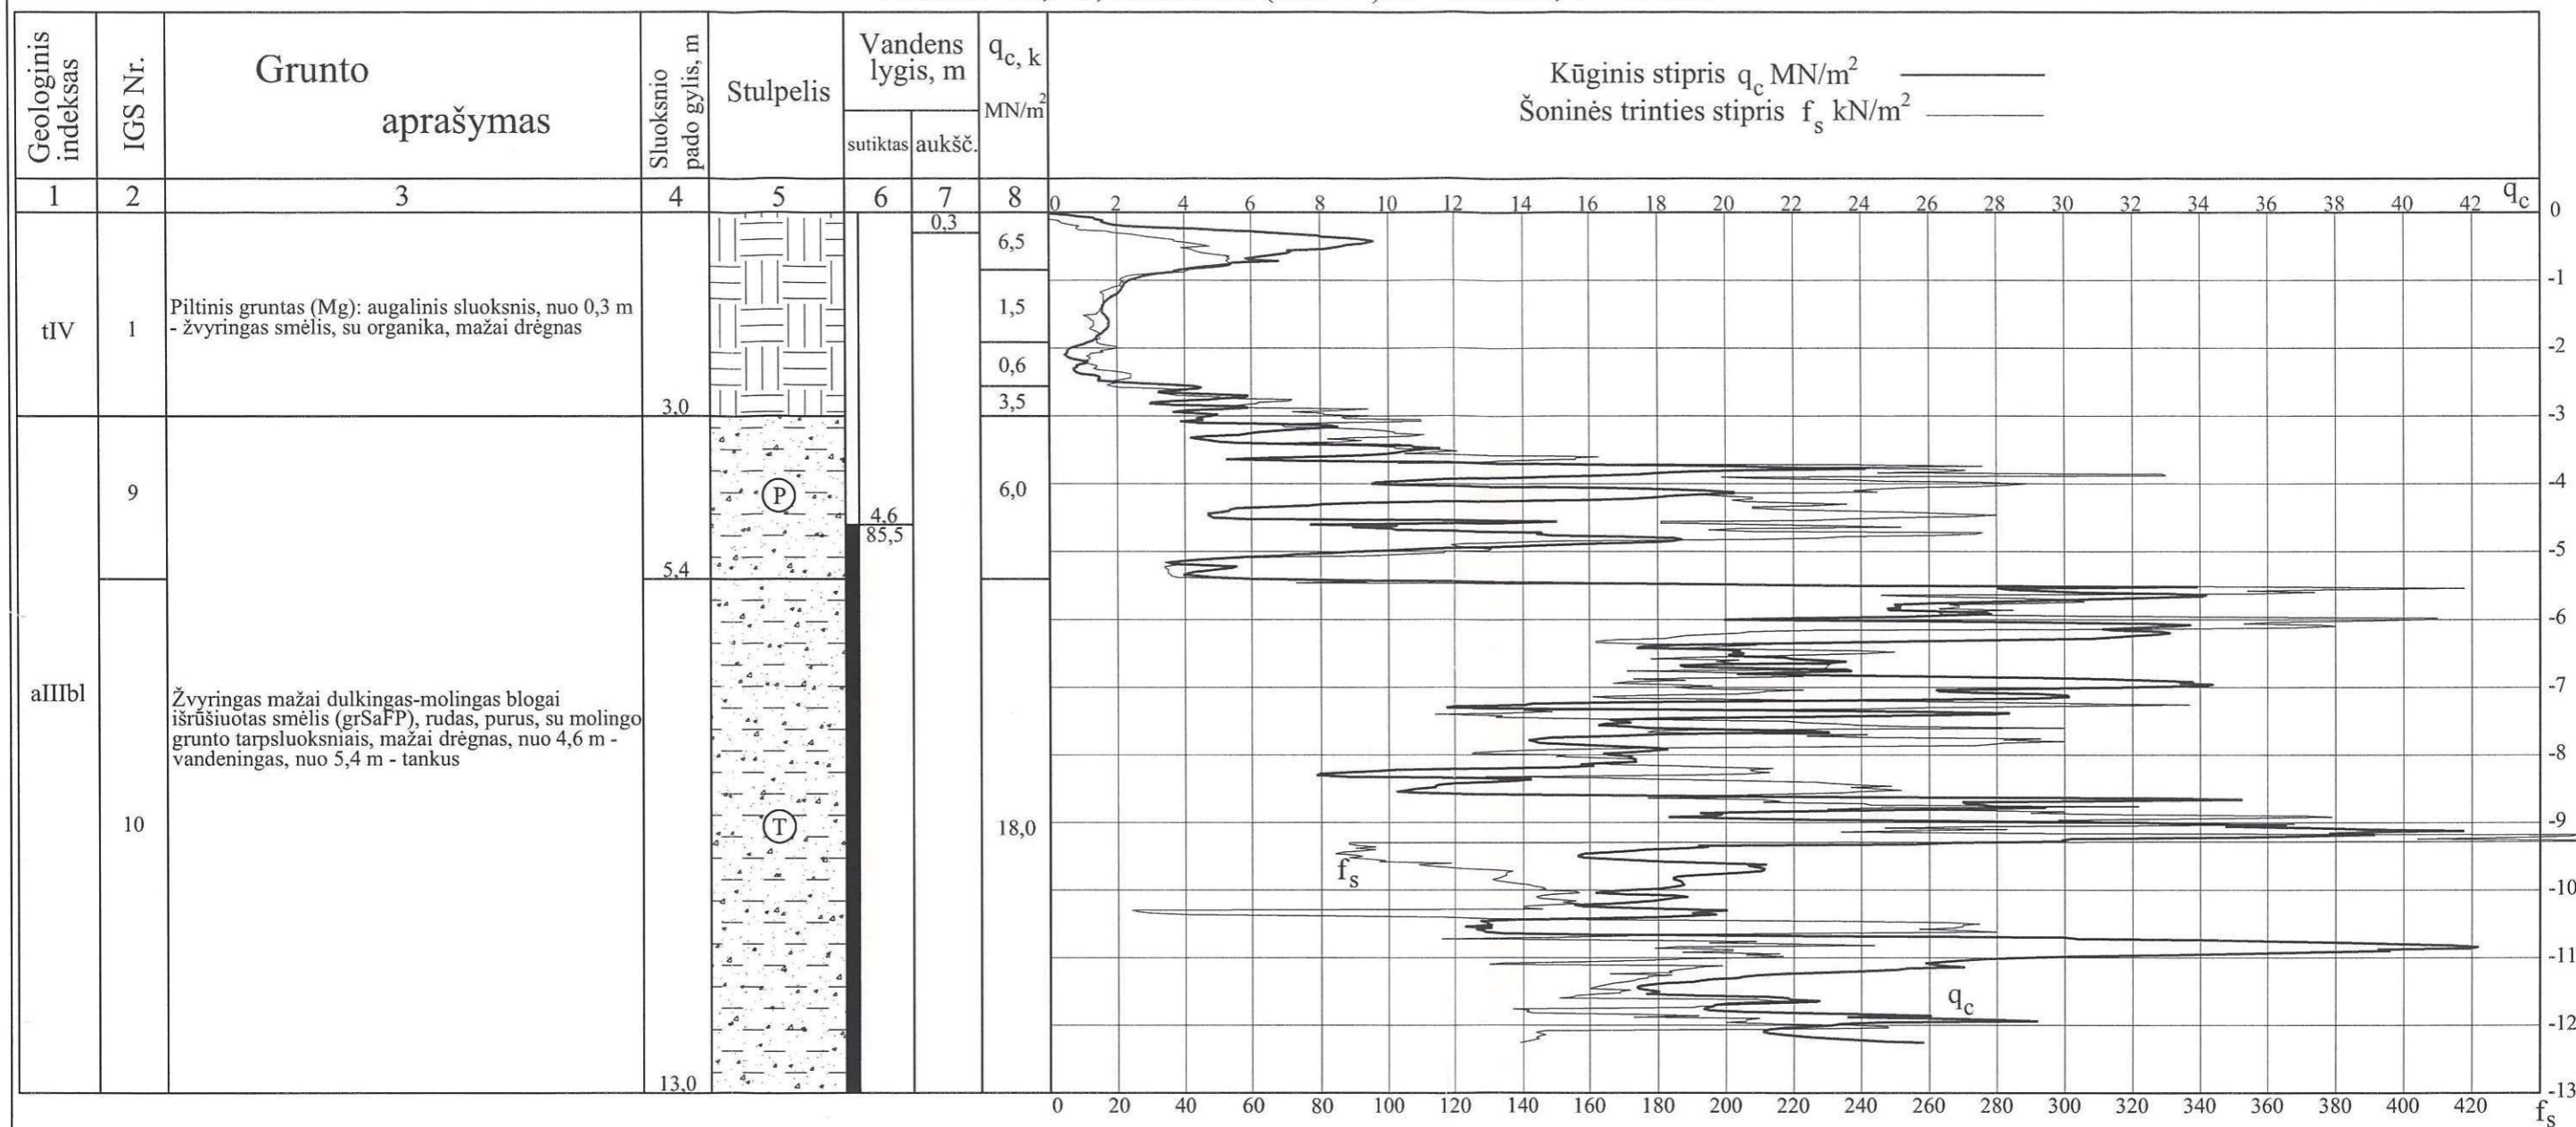 Geologinis indeksas
IGS Nr.
Grunto
aprašymas
Sluoksnio pado gylis, m
Stulpelis
Vandens lygis, m
sutiktas
aukšč.
qc, k
MN/m²
Kūginis stipris qc MN/m²
Šoninės trinties stipris fs kN/m²
1 2 3 4 5 6 7 8
0 2 4 6 8 10 12 14 16 18 20 22 24 26 28 30 32 34 36 38 40 42 qc
0
0,3
6,5
-1
1,5
tIV
1
Piltinis gruntas (Mg): augalinis sluoksnis, nuo 0,3 m
- žvyringas smėlis, su organika, mažai drėgnas
-2
0,6
3,5
3,0
-3
9
P
6,0
-4
4,6
85,5
-5
5,4
-6
aIIIbl
Žvyringas mažai dulkingas-molingas blogai
išrūšiuotas smėlis (grSaFP), rudas, purus, su molingo
grunto tarpsluoksniais, mažai drėgnas, nuo 4,6 m -
vandeningas, nuo 5,4 m - tankus
-7
-8
10
T
18,0
-9
fs
-10
-11
qc
-12
13,0
-13
0 20 40 60 80 100 120 140 160 180 200 220 240 260 280 300 320 340 360 380 400 420 fs